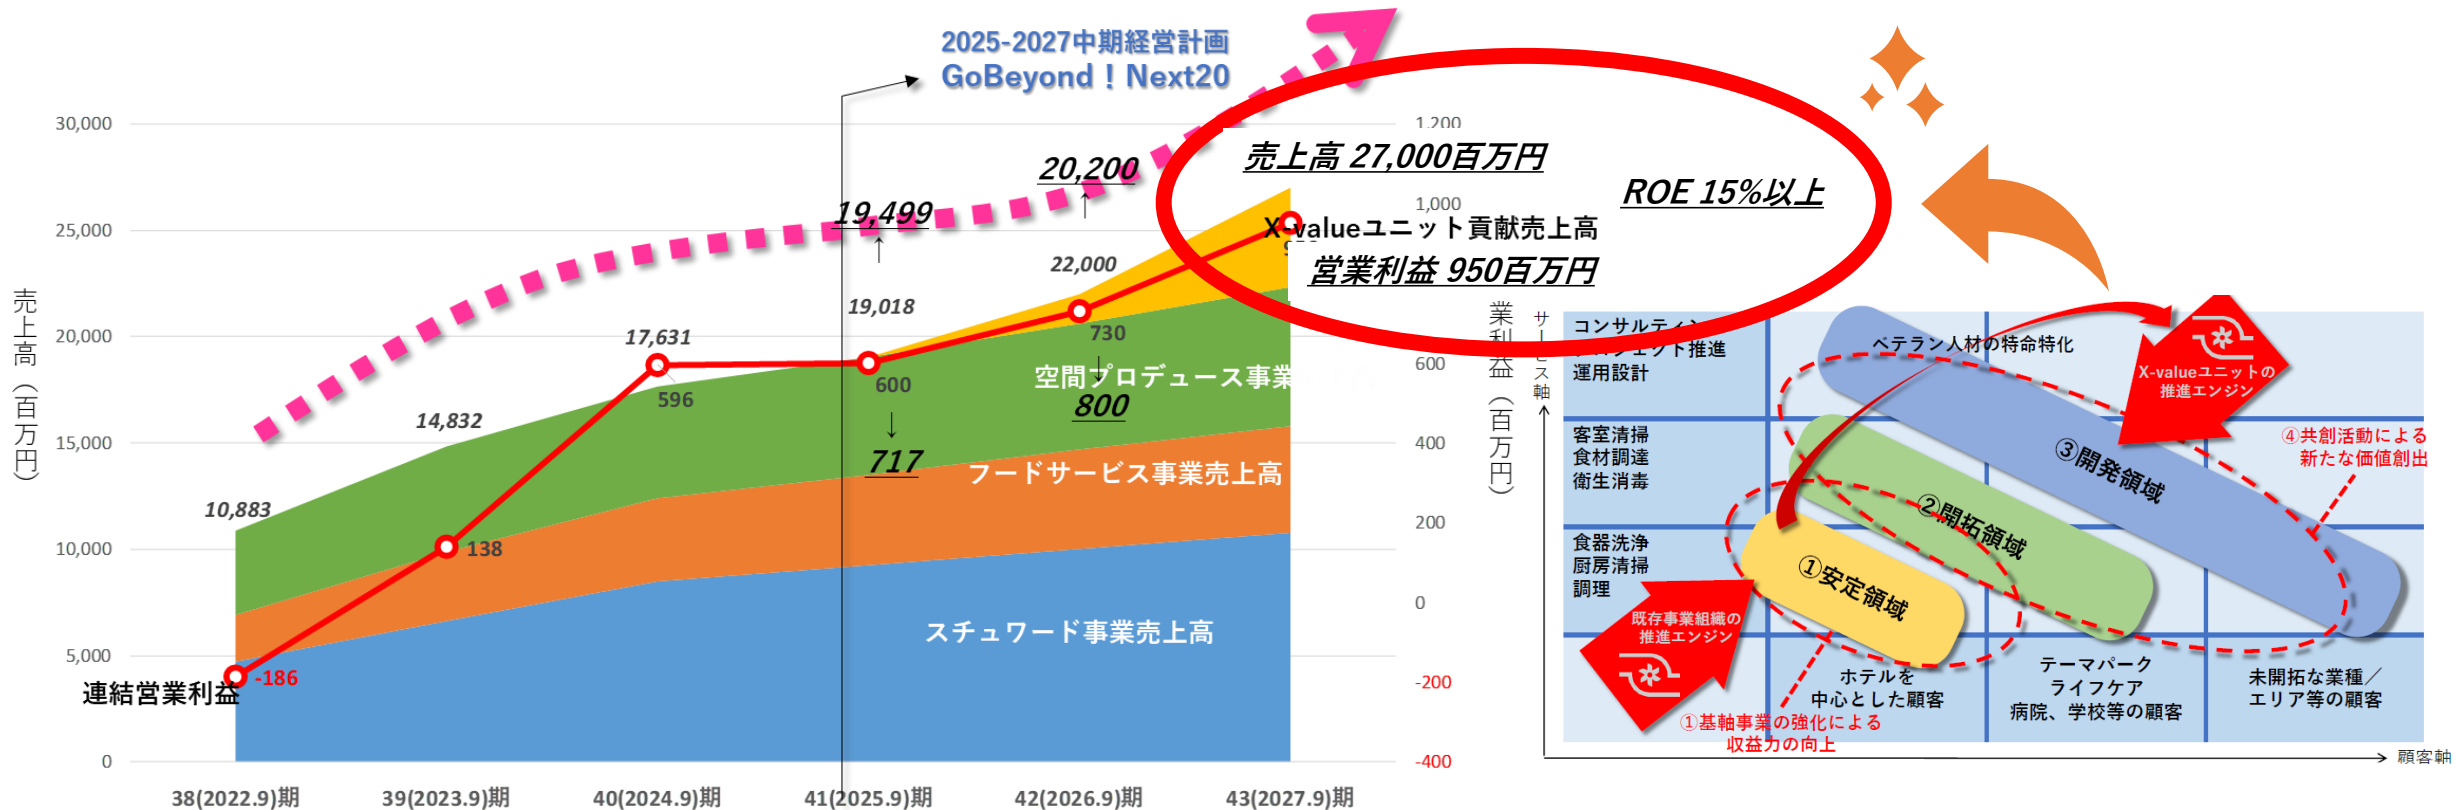 2025-2027中期経営計画
GoBeyond！Next20
30,000
25,000
20,000
15,000
10,000
5,000
0
売上高（百万円）
1,200
1,000
600
400
200
0
-200
-400
業利益（百万円）
売上高 27,000百万円
ROE 15%以上
X-valueユニット貢献売上高
営業利益 950百万円
20,200
19,499
22,000
19,018
17,631
14,832
10,883
730
800
600
717
596
138
-186
連結営業利益
空間プロデュース事業
フードサービス事業売上高
スチュワード事業売上高
38(2022.9)期
39(2023.9)期
40(2024.9)期
41(2025.9)期
42(2026.9)期
43(2027.9)期
サービス軸
運用設計
客室清掃
食材調達
衛生消毒
食器洗浄
厨房清掃
調理
ベテラン人材の特命特化
X-valueユニットの
推進エンジン
③開発領域
②開拓領域
①安定領域
④共創活動による
新たな価値創出
既存事業組織の
推進エンジン
①基軸事業の強化による
収益力の向上
ホテルを
中心とした顧客
テーマパーク
ライフケア
病院、学校等の顧客
未開拓な業種／
エリア等の顧客
顧客軸